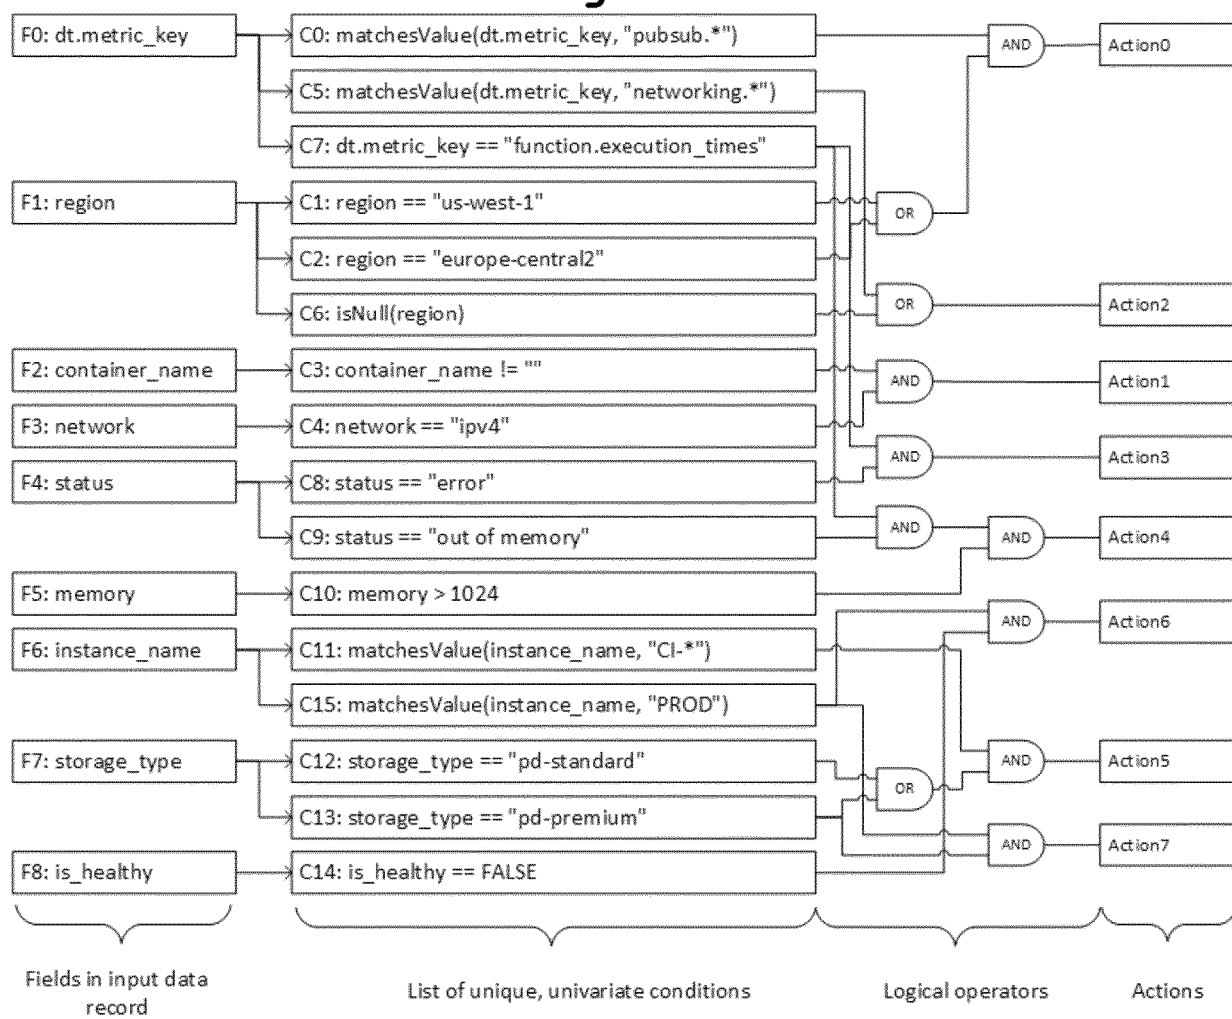 F0: dt.metric_key
C0: matchesValue(dt.metric_key, "pubsub.*")
AND
Action0
C5: matchesValue(dt.metric_key, "networking.*")
C7: dt.metric_key == "function.execution_times"
F1: region
C1: region == "us-west-1"
OR
C2: region == "europe-central2"
C6: isNull(region)
OR
Action2
F2: container_name
C3: container_name != ""
AND
Action1
F3: network
C4: network == "ipv4"
AND
Action3
F4: status
C8: status == "error"
C9: status == "out of memory"
AND
AND
Action4
F5: memory
C10: memory > 1024
AND
Action6
F6: instance_name
C11: matchesValue(instance_name, "CI-*")
C15: matchesValue(instance_name, "PROD")
F7: storage_type
C12: storage_type == "pd-standard"
OR
AND
Action5
C13: storage_type == "pd-premium"
AND
Action7
F8: is_healthy
C14: is_healthy == FALSE
Fields in input data
record
List of unique, univariate conditions
Logical operators
Actions